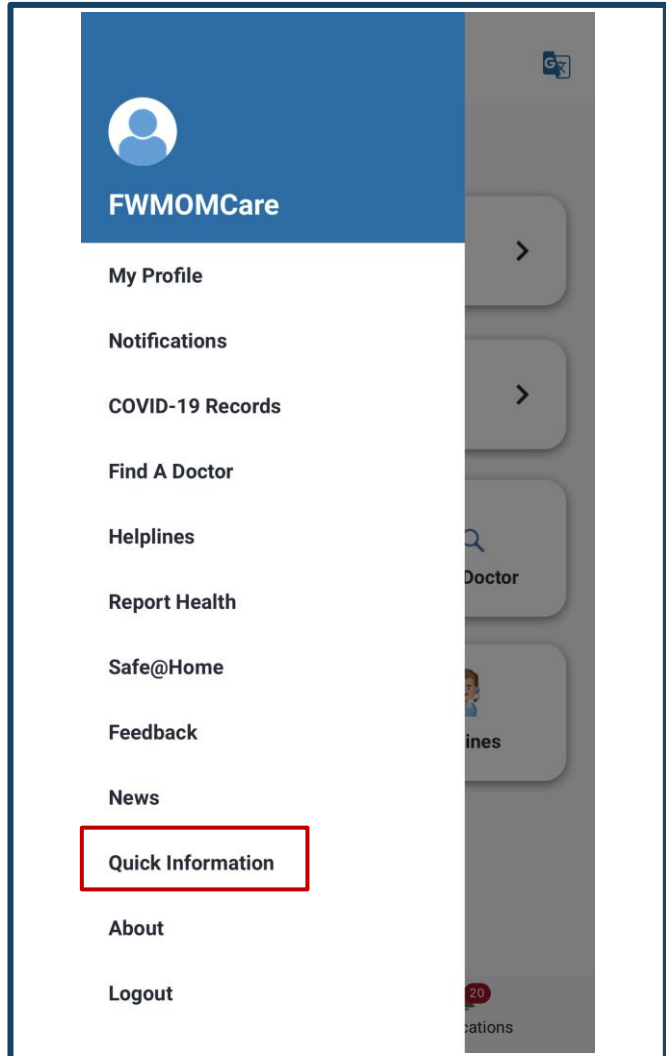 FWMOMCare
My Profile
Notifications
COVID-19 Records
Find A Doctor
Helplines
Report Health
Safe@Home
Feedback
News
Quick Information
About
Logout
G
Doctor
ines
20
cations